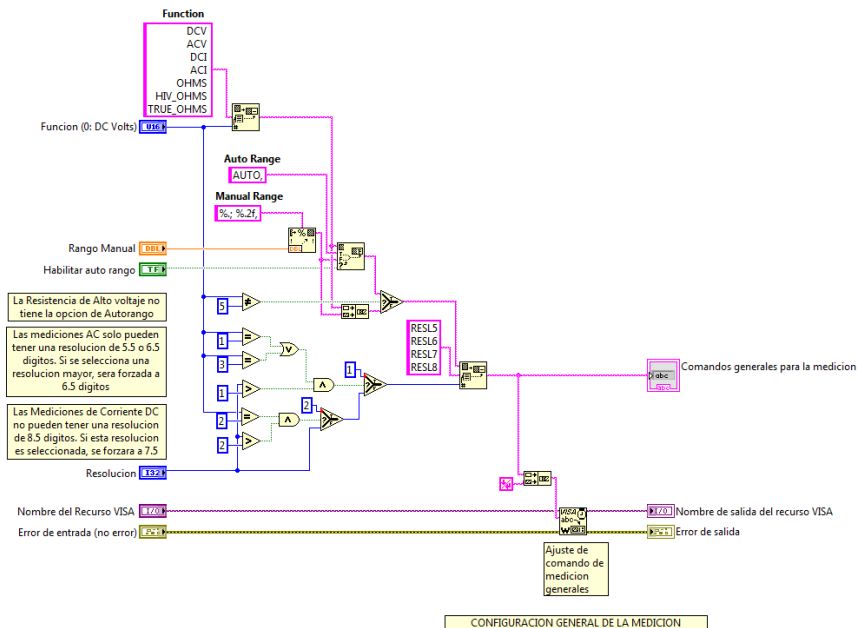 Function
DCV
ACV
DCI
ACI
OHMS
HIV_OHMS
TRUE_OHMS
Funcion (0: DC Volts)
U16
Auto Range
AUTO,
Manual Range
%.; %.2f,
Rango Manual
DBL
DBL
Habilitar auto rango
TF
La Resistencia de Alto voltaje no
tiene la opcion de Autorango
5
Las mediciones AC solo pueden
tener una resolucion de 5.5 o 6.5
digitos. Si se selecciona una
resolucion mayor, sera forzada a
6.5 digitos
1
3
1
1
RESL5
RESL6
RESL7
RESL8
abc
abc
Comandos generales para la medicion
Las Mediciones de Corriente DC
no pueden tener una resolucion
de 8.5 digitos. Si esta resolucion
es seleccionada, se forzara a 7.5
2
2
2
Resolucion
I32
Nombre del Recurso VISA
I/O
VISA
abc
W
I/O
Nombre de salida del recurso VISA
Error de entrada (no error)
Error de salida
Ajuste de
comando de
medicion
generales
CONFIGURACION GENERAL DE LA MEDICION